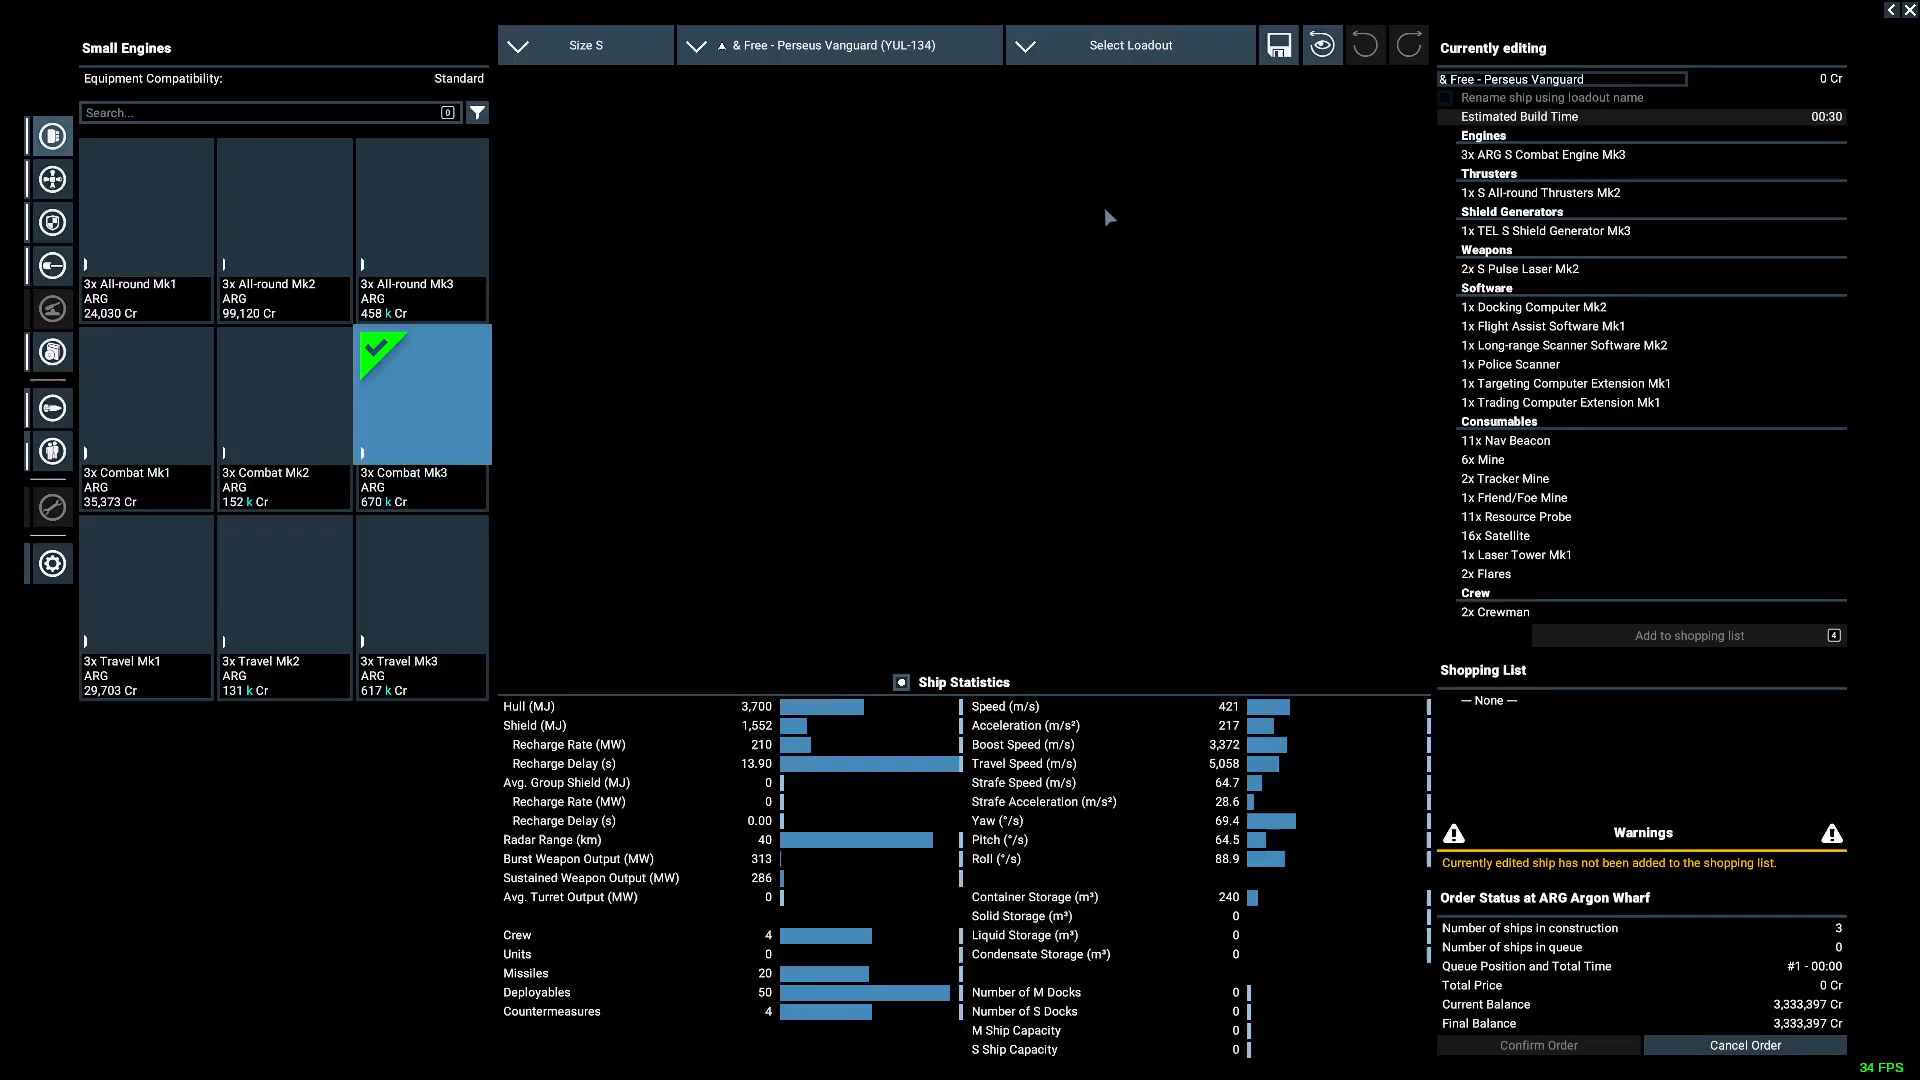 Small Engines
Equipment Compatibility: Standard
Search... 0
3x All-round Mk1
ARG
24,030 Cr
3x All-round Mk2
ARG
99,120 Cr
3x All-round Mk3
ARG
458 k Cr
3x Combat Mk1
ARG
35,373 Cr
3x Combat Mk2
ARG
152 k Cr
3x Combat Mk3
ARG
670 k Cr
3x Travel Mk1
ARG
29,703 Cr
3x Travel Mk2
ARG
131 k Cr
3x Travel Mk3
ARG
617 k Cr
Size S
& Free - Perseus Vanguard (YUL-134)
Select Loadout
Ship Statistics
Hull (MJ) 3,700
Shield (MJ) 1,552
Recharge Rate (MW) 210
Recharge Delay (s) 13.90
Avg. Group Shield (MJ) 0
Recharge Rate (MW) 0
Recharge Delay (s) 0.00
Radar Range (km) 40
Burst Weapon Output (MW) 313
Sustained Weapon Output (MW) 286
Avg. Turret Output (MW) 0
Crew 4
Units 0
Missiles 20
Deployables 50
Countermeasures 4
Speed (m/s) 421
Acceleration (m/s²) 217
Boost Speed (m/s) 3,372
Travel Speed (m/s) 5,058
Strafe Speed (m/s) 64.7
Strafe Acceleration (m/s²) 28.6
Yaw (°/s) 69.4
Pitch (°/s) 64.5
Roll (°/s) 88.9
Container Storage (m³) 240
Solid Storage (m³) 0
Liquid Storage (m³) 0
Condensate Storage (m³) 0
Number of M Docks 0
Number of S Docks 0
M Ship Capacity 0
S Ship Capacity 0
Currently editing
& Free - Perseus Vanguard 0 Cr
Rename ship using loadout name
Estimated Build Time 00:30
Engines
3x ARG S Combat Engine Mk3
Thrusters
1x S All-round Thrusters Mk2
Shield Generators
1x TEL S Shield Generator Mk3
Weapons
2x S Pulse Laser Mk2
Software
1x Docking Computer Mk2
1x Flight Assist Software Mk1
1x Long-range Scanner Software Mk2
1x Police Scanner
1x Targeting Computer Extension Mk1
1x Trading Computer Extension Mk1
Consumables
11x Nav Beacon
6x Mine
2x Tracker Mine
1x Friend/Foe Mine
11x Resource Probe
16x Satellite
1x Laser Tower Mk1
2x Flares
Crew
2x Crewman
Add to shopping list 4
Shopping List
— None —
Warnings
Currently edited ship has not been added to the shopping list.
Order Status at ARG Argon Wharf
Number of ships in construction 3
Number of ships in queue 0
Queue Position and Total Time #1 - 00:00
Total Price 0 Cr
Current Balance 3,333,397 Cr
Final Balance 3,333,397 Cr
Confirm Order
Cancel Order
34 FPS